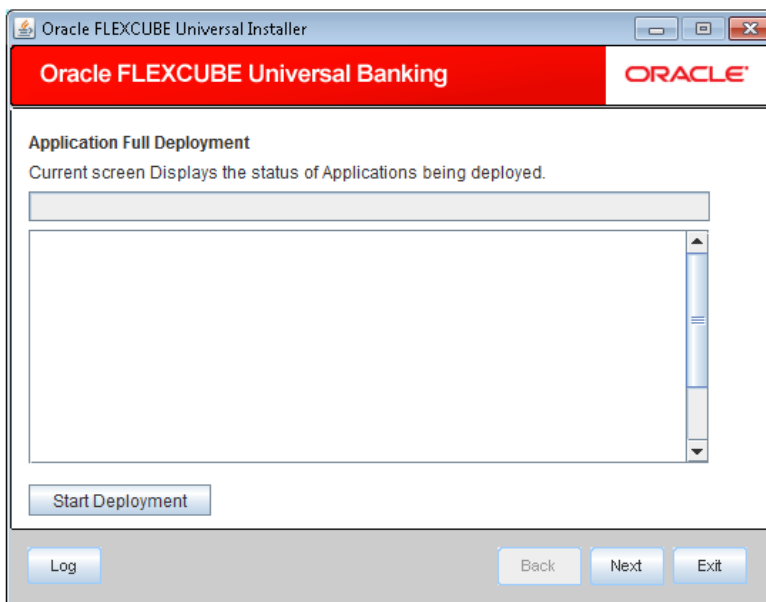 Oracle FLEXCUBE Universal Installer
Oracle FLEXCUBE Universal Banking
ORACLE
Application Full Deployment
Current screen Displays the status of Applications being deployed.
Start Deployment
Log
Back
Next
Exit